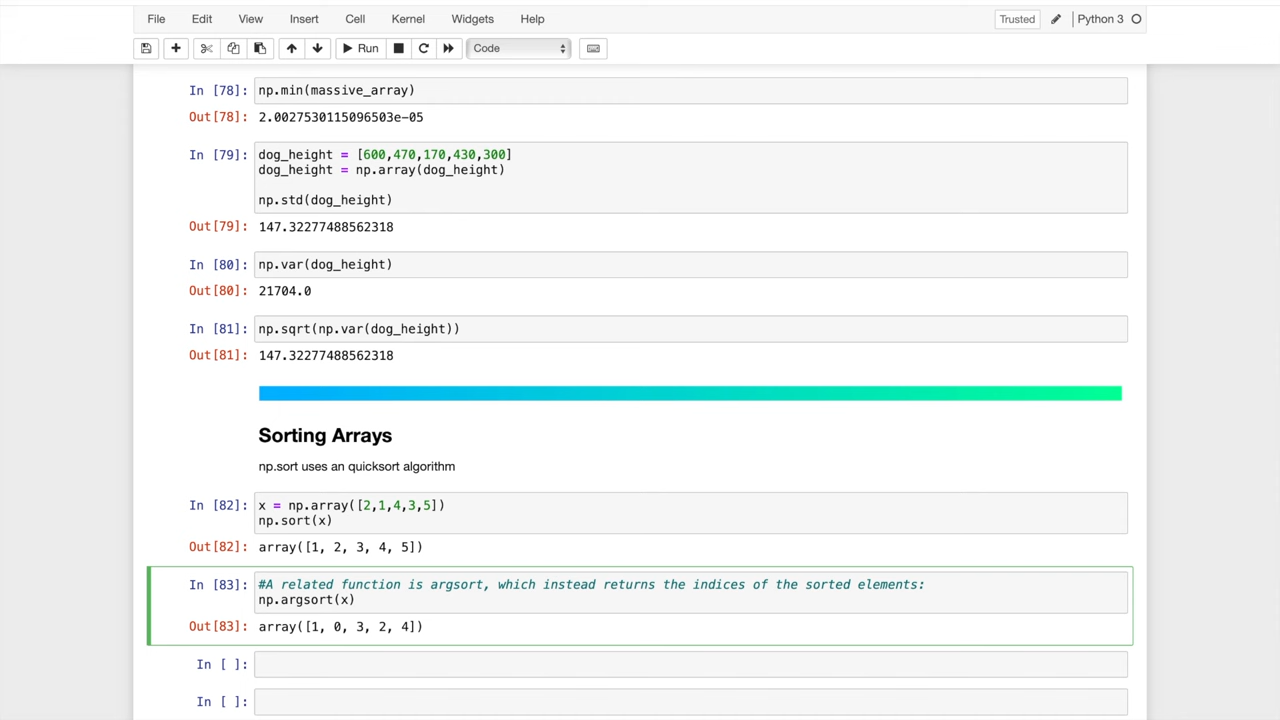 File Edit View Insert Cell Kernel Widgets Help Trusted Python 3
Run Code
In [78]: np.min(massive_array)
Out[78]: 2.0027530115096503e-05
In [79]: dog_height = [600,470,170,430,300]
dog_height = np.array(dog_height)
np.std(dog_height)
Out[79]: 147.32277488562318
In [80]: np.var(dog_height)
Out[80]: 21704.0
In [81]: np.sqrt(np.var(dog_height))
Out[81]: 147.32277488562318
Sorting Arrays
np.sort uses an quicksort algorithm
In [82]: x = np.array([2,1,4,3,5])
np.sort(x)
Out[82]: array([1, 2, 3, 4, 5])
In [83]: #A related function is argsort, which instead returns the indices of the sorted elements:
np.argsort(x)
Out[83]: array([1, 0, 3, 2, 4])
In [ ]:
In [ ]: